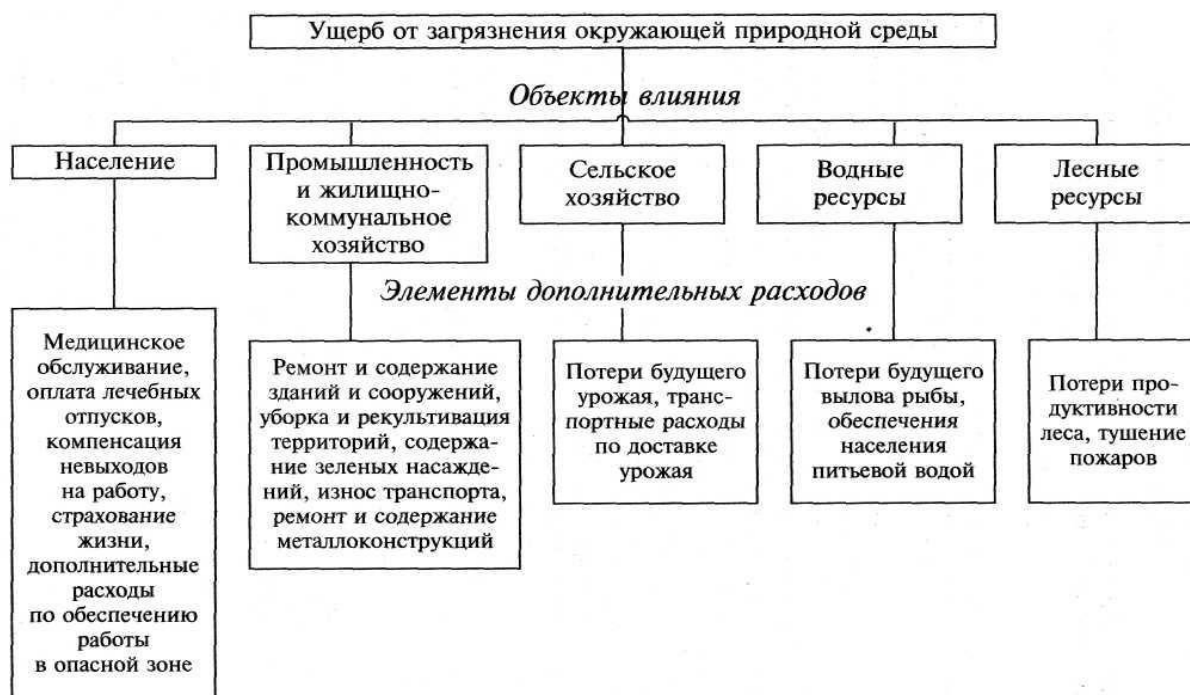 Ущерб от загрязнения окружающей природной среды
Объекты влияния
Население
Промышленность
и жилищно-
коммунальное
хозяйство
Сельское
хозяйство
Водные
ресурсы
Лесные
ресурсы
Элементы дополнительных расходов
Медицинское
обслуживание,
оплата лечебных
отпусков,
компенсация
невыходов
на работу,
страхование
жизни,
дополнительные
расходы
по обеспечению
работы
в опасной зоне
Ремонт и содержание
зданий и сооружений,
уборка и рекультивация
территорий, содержа-
ние зеленых насажде-
ний, износ транспорта,
ремонт и содержание
металлоконструкций
Потери будущего
урожая, транс-
портные расходы
по доставке
урожая
Потери будущего
вылова рыбы,
обеспечения
населения
питьевой водой
Потери про-
дуктивности
леса, тушение
пожаров